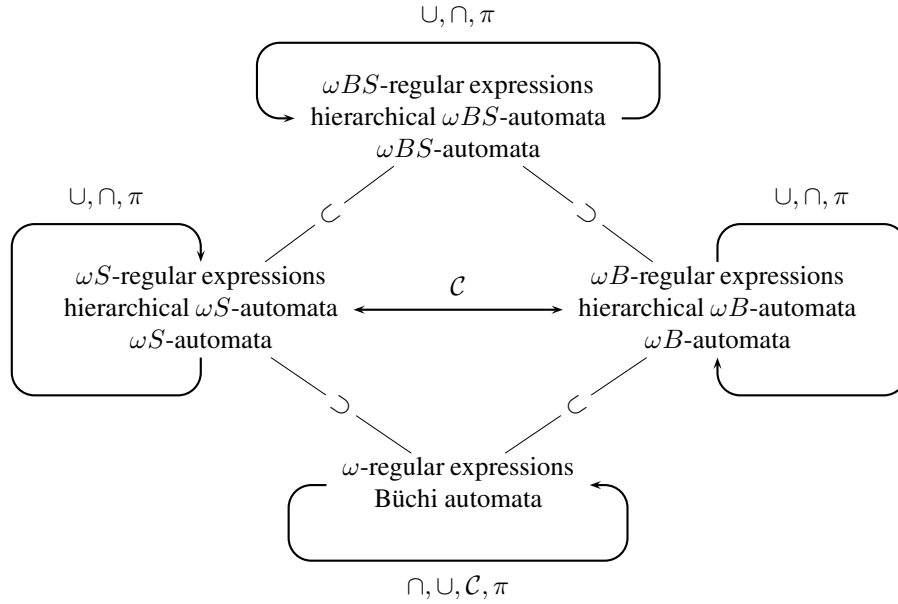 ∪, ∩, π
ωBS-regular expressions
hierarchical ωBS-automata
ωBS-automata
∪, ∩, π
∪, ∩, π
⊂
⊂
ωS-regular expressions
hierarchical ωS-automata
ωS-automata
C
ωB-regular expressions
hierarchical ωB-automata
ωB-automata
⊂
⊂
ω-regular expressions
Büchi automata
∩, ∪, C, π